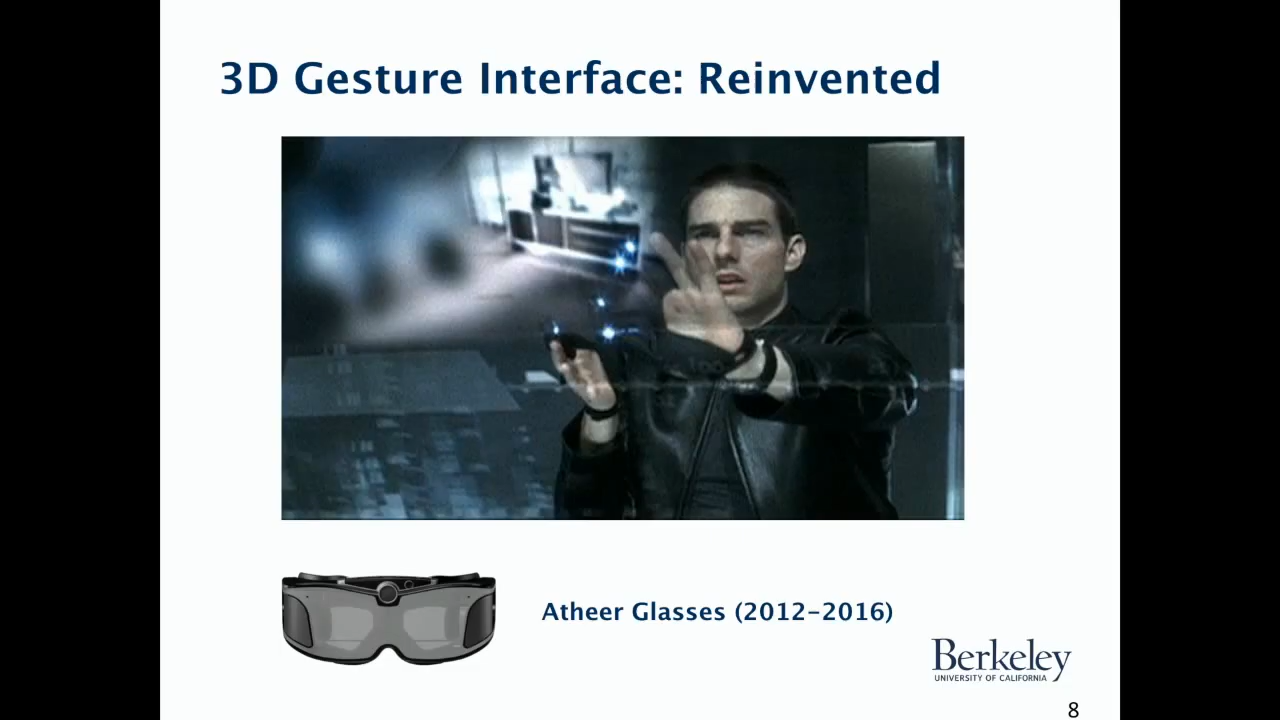 3D Gesture Interface: Reinvented
Atheer Glasses (2012-2016)
Berkeley
UNIVERSITY OF CALIFORNIA
8